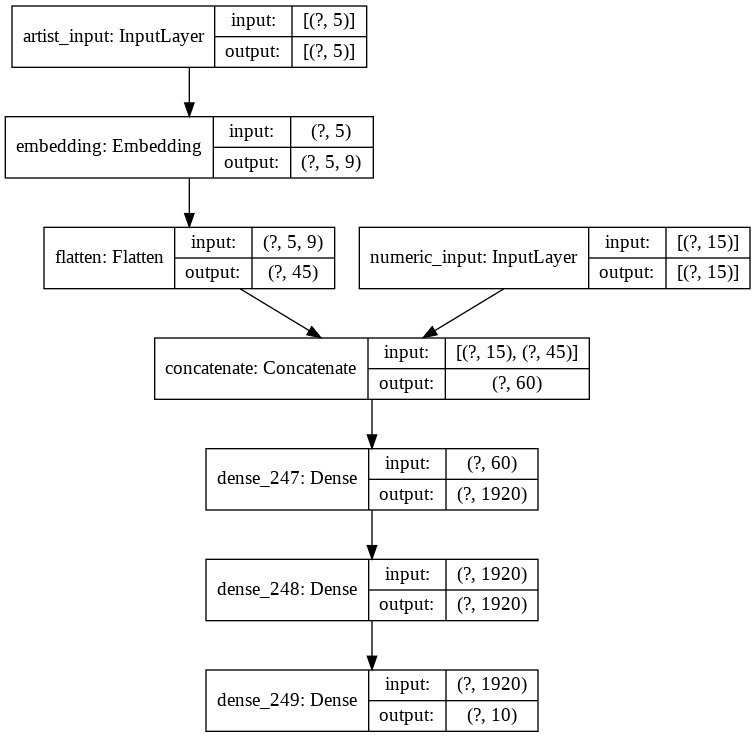 artist_input: InputLayer
input:
[(?, 5)]
output:
[(?, 5)]
embedding: Embedding
input:
(?, 5)
output:
(?, 5, 9)
flatten: Flatten
input:
(?, 5, 9)
output:
(?, 45)
numeric_input: InputLayer
input:
[(?, 15)]
output:
[(?, 15)]
concatenate: Concatenate
input:
[(?, 15), (?, 45)]
output:
(?, 60)
dense_247: Dense
input:
(?, 60)
output:
(?, 1920)
dense_248: Dense
input:
(?, 1920)
output:
(?, 1920)
dense_249: Dense
input:
(?, 1920)
output:
(?, 10)